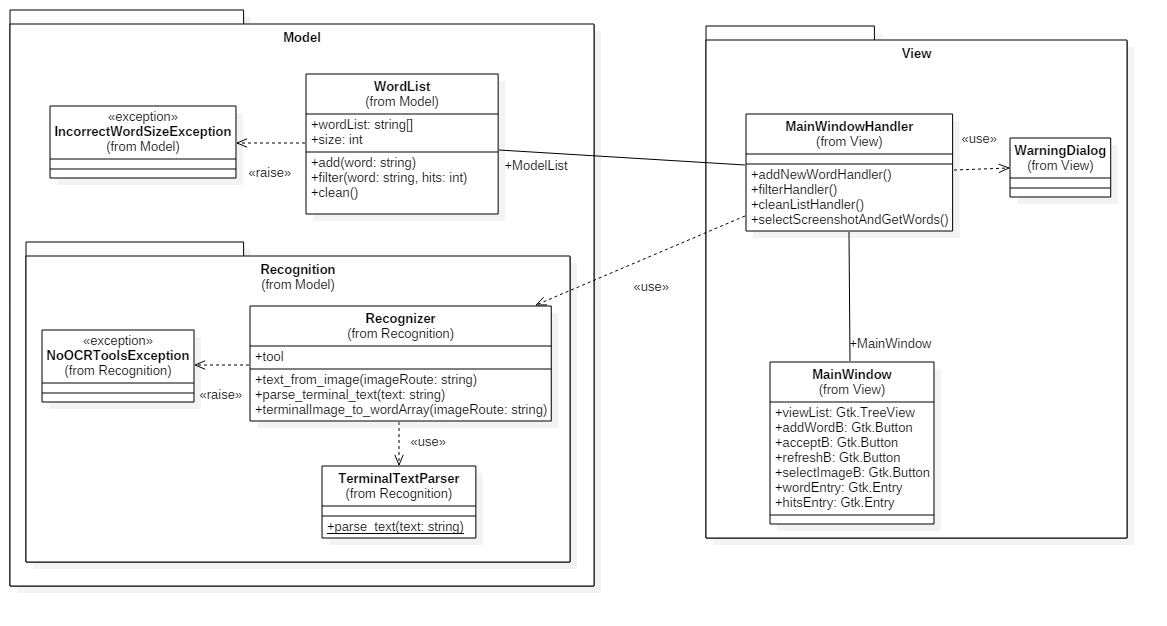 Model
WordList
(from Model)
+wordList: string[]
+size: int
+add(word: string)
+filter(word: string, hits: int)
+clean()
«exception»
IncorrectWordSizeException
(from Model)
«raise»
+ModelList
Recognition
(from Model)
Recognizer
(from Recognition)
+tool
+text_from_image(imageRoute: string)
+parse_terminal_text(text: string)
+terminalImage_to_wordArray(imageRoute: string)
«exception»
NoOCRToolsException
(from Recognition)
«raise»
«use»
TerminalTextParser
(from Recognition)
+parse_text(text: string)
«use»
View
MainWindowHandler
(from View)
+addNewWordHandler()
+filterHandler()
+cleanListHandler()
+selectScreenshotAndGetWords()
«use»
WarningDialog
(from View)
+MainWindow
MainWindow
(from View)
+viewList: Gtk.TreeView
+addWordB: Gtk.Button
+acceptB: Gtk.Button
+refreshB: Gtk.Button
+selectImageB: Gtk.Button
+wordEntry: Gtk.Entry
+hitsEntry: Gtk.Entry